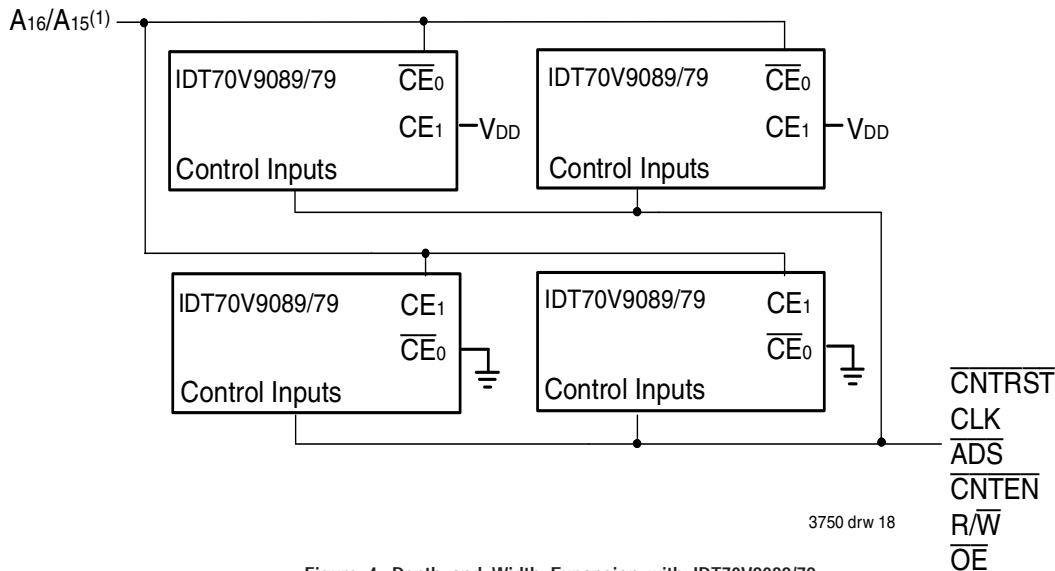 A16/A15(1)
IDT70V9089/79 CE0
CE1 VDD
Control Inputs
IDT70V9089/79 CE0
CE1 VDD
Control Inputs
IDT70V9089/79 CE1
CE0
Control Inputs
IDT70V9089/79 CE1
CE0
Control Inputs
CNTRST
CLK
ADS
CNTEN
R/W
OE
3750 drw 18